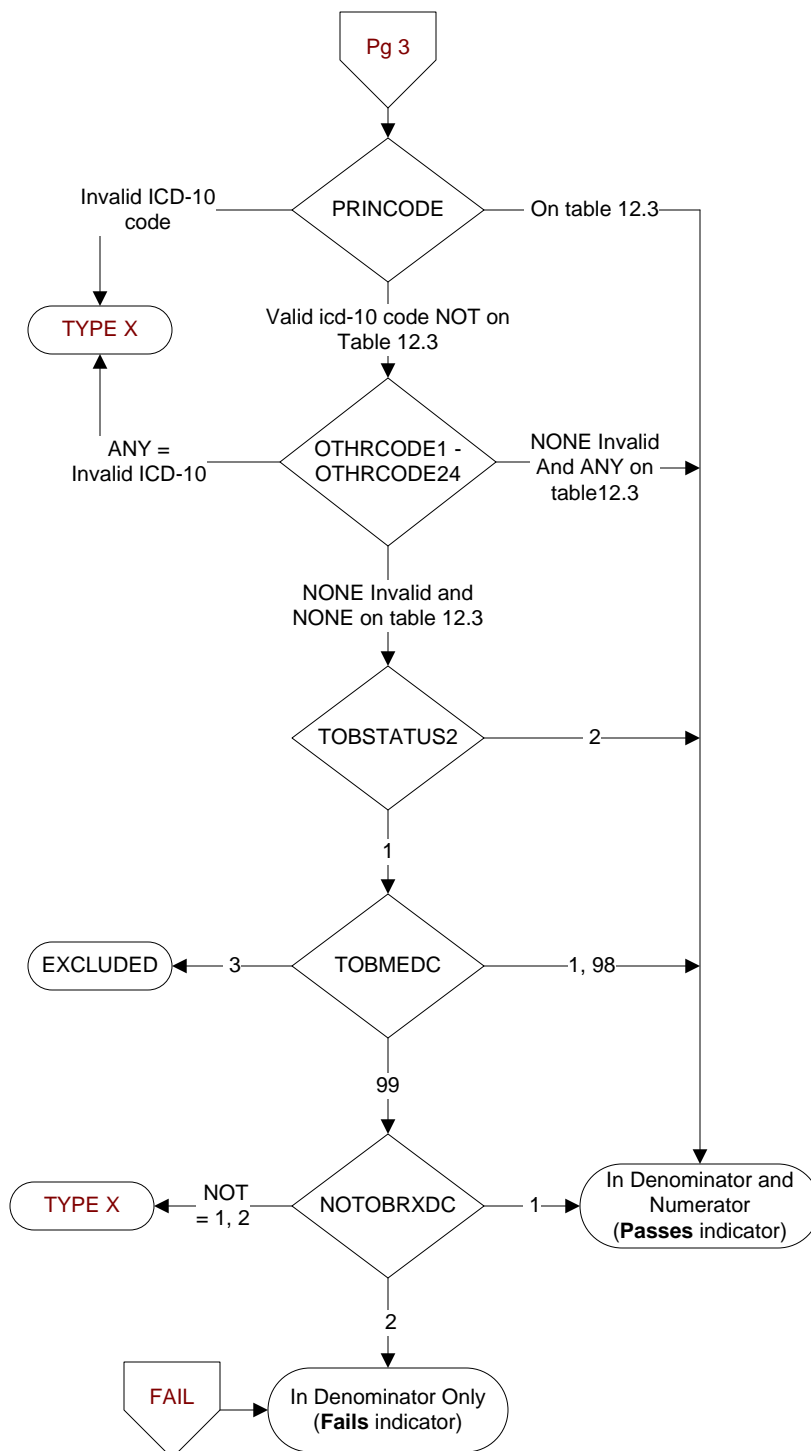 Pg 3
PRINCODE
Invalid ICD-10
code
On table 12.3
TYPE X
Valid icd-10 code NOT on
Table 12.3
ANY =
Invalid ICD-10
OTHRCODE1 -
OTHRCODE24
NONE Invalid
And ANY on
table12.3
NONE Invalid and
NONE on table 12.3
TOBSTATUS2
2
1
EXCLUDED
3
TOBMEDC
1, 98
99
TYPE X
NOT
= 1, 2
NOTOBRXDC
1
In Denominator and
Numerator
(Passes indicator)
2
FAIL
In Denominator Only
(Fails indicator)